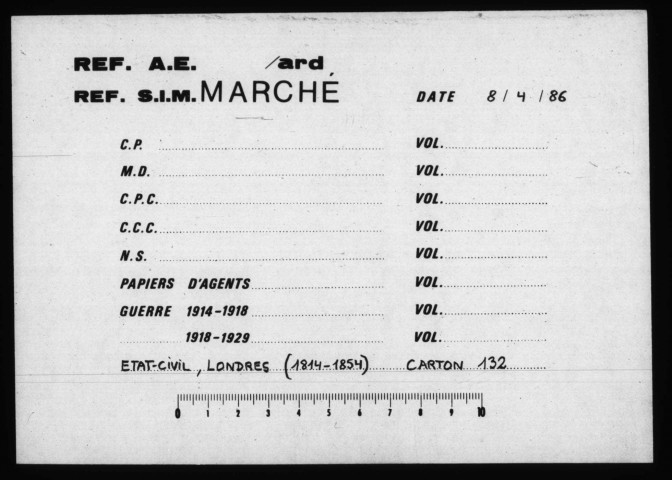 REF. A.E. /ard
REF. S.I.M. MARCHÉ DATE 8/4/86
C.P. VOL.
M.D. VOL.
C.P.C. VOL.
C.C.C. VOL.
N.S. VOL.
PAPIERS D'AGENTS VOL.
GUERRE 1914-1918 VOL.
1918-1929 VOL.
ETAT-CIVIL, LONDRES (1814-1854) CARTON 132
0 1 2 3 4 5 6 7 8 9 10